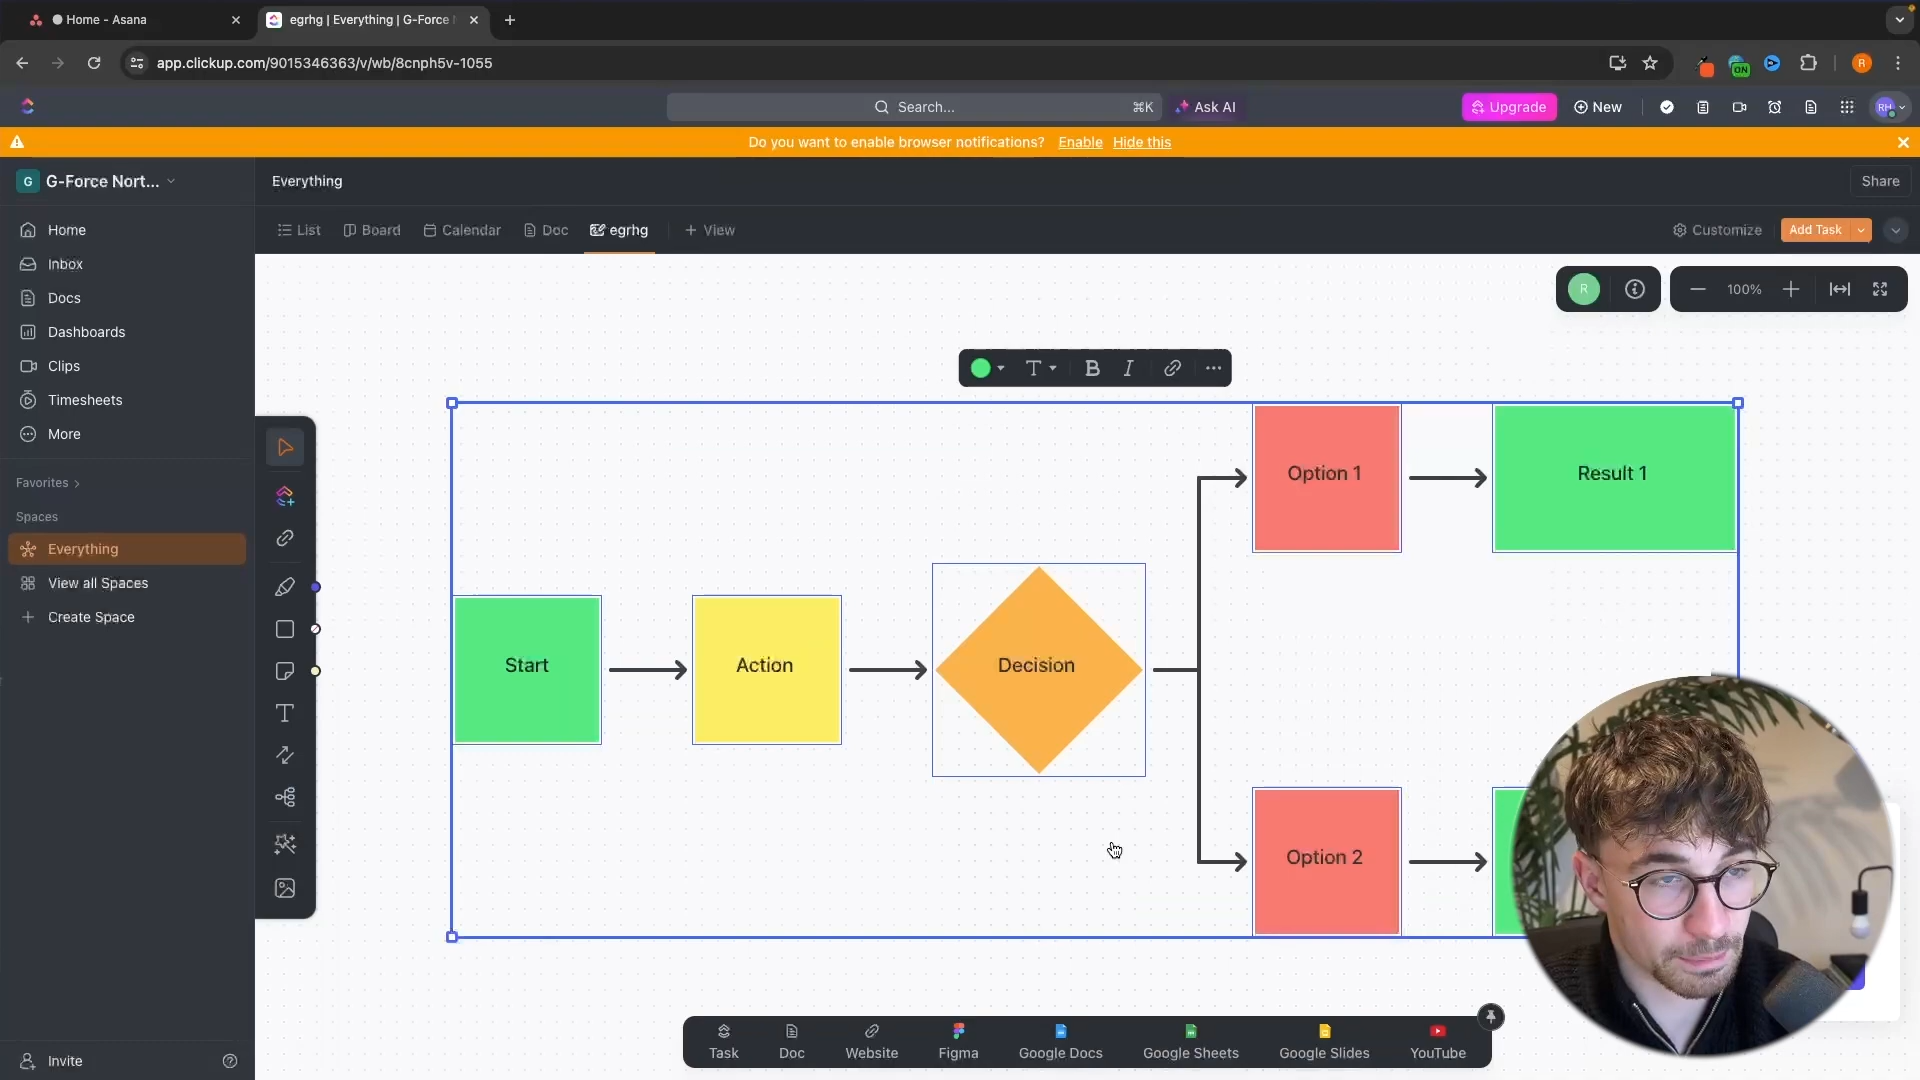 Home - Asana
egrhg | Everything | G-Force
app.clickup.com/9015346363/v/wb/8cnph5v-1055
ON
R
Search...
⌘K
Ask AI
Upgrade
New
RH
Do you want to enable browser notifications? Enable Hide this
G
G-Force Nort...
Everything
Share
Home
List
Board
Calendar
Doc
egrhg
+ View
Customize
Add Task
Inbox
Docs
Dashboards
Clips
Timesheets
More
R
100%
T
B
I
Favorites
Spaces
Everything
View all Spaces
Create Space
Option 1
Result 1
Start
Action
Decision
Option 2
Task
Doc
Website
Figma
Google Docs
Google Sheets
Google Slides
YouTube
Invite